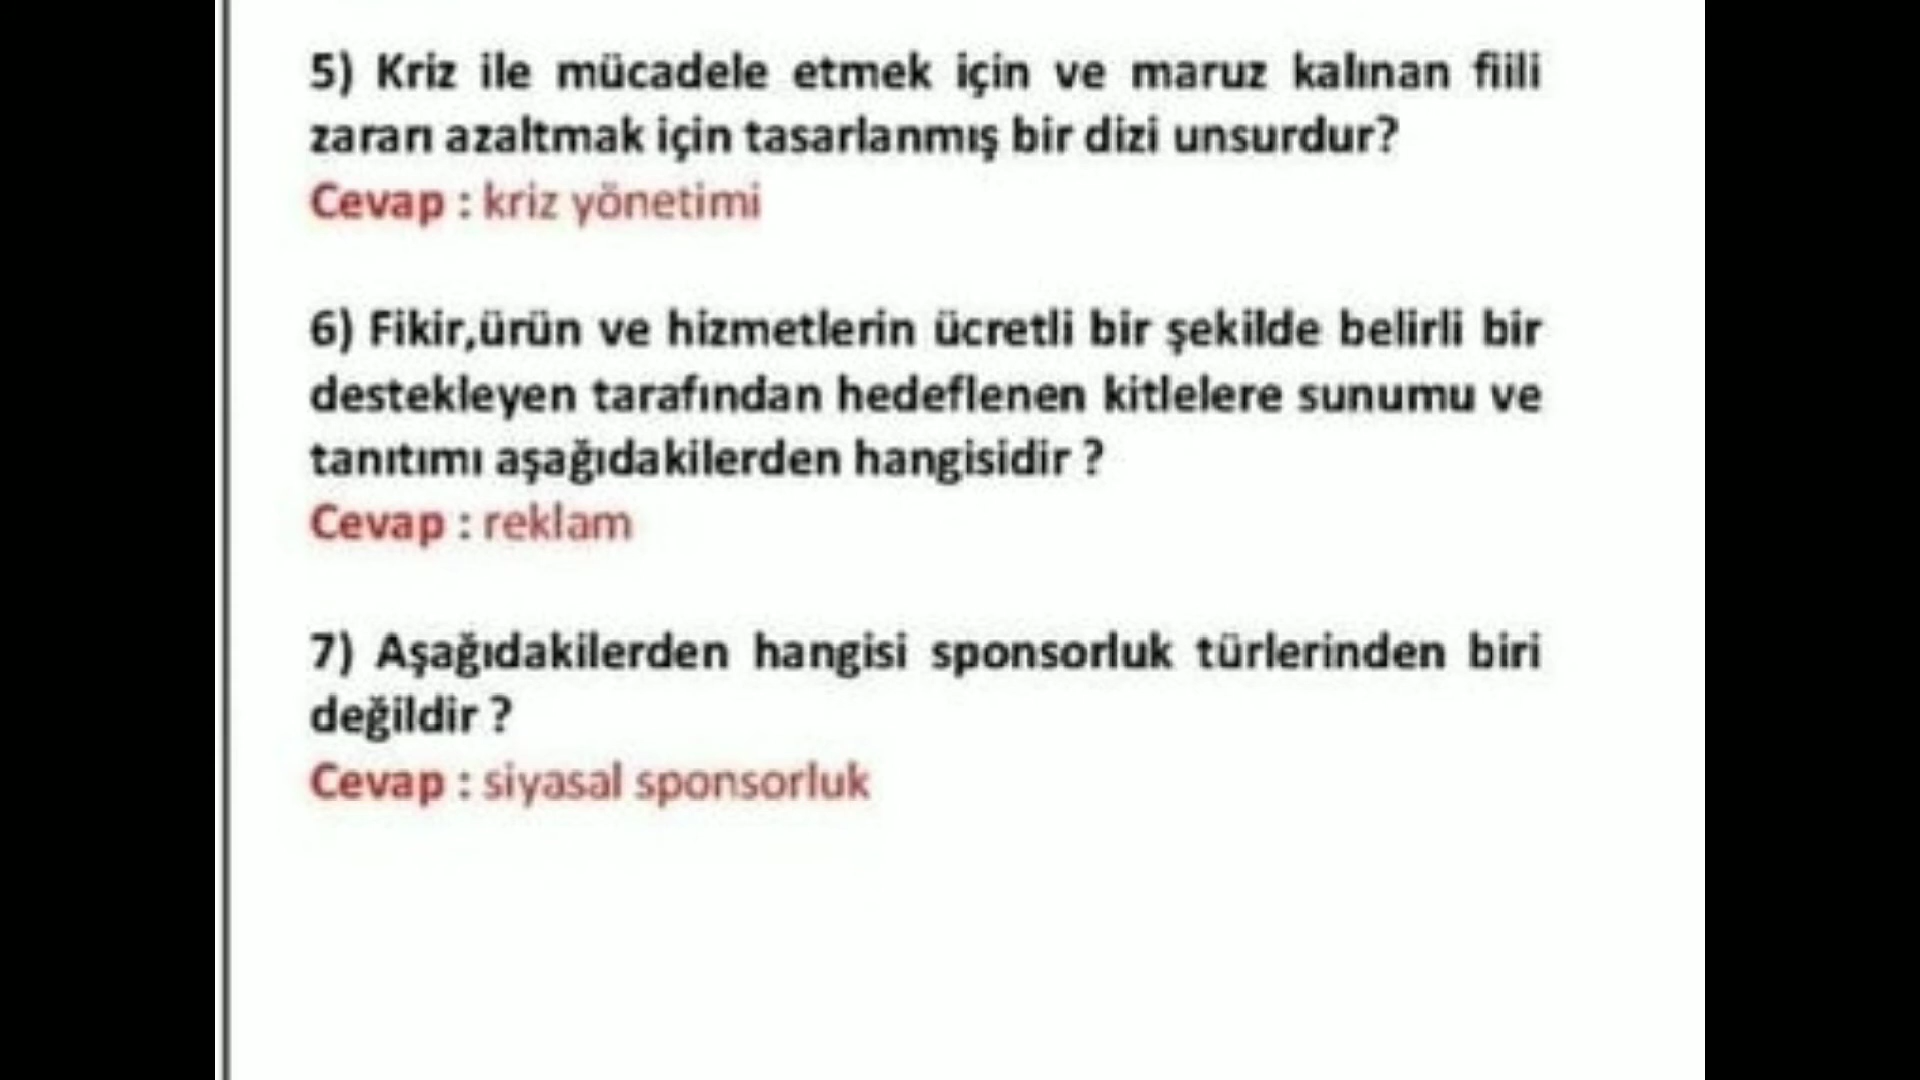 5) Kriz ile mücadele etmek için ve maruz kalınan fiili
zararı azaltmak için tasarlanmış bir dizi unsurdur?
Cevap : kriz yönetimi
6) Fikir,ürün ve hizmetlerin ücretli bir şekilde belirli bir
destekleyen tarafından hedeflenen kitlelere sunumu ve
tanıtımı aşağıdakilerden hangisidir ?
Cevap : reklam
7) Aşağıdakilerden hangisi sponsorluk türlerinden biri
değildir ?
Cevap : siyasal sponsorluk